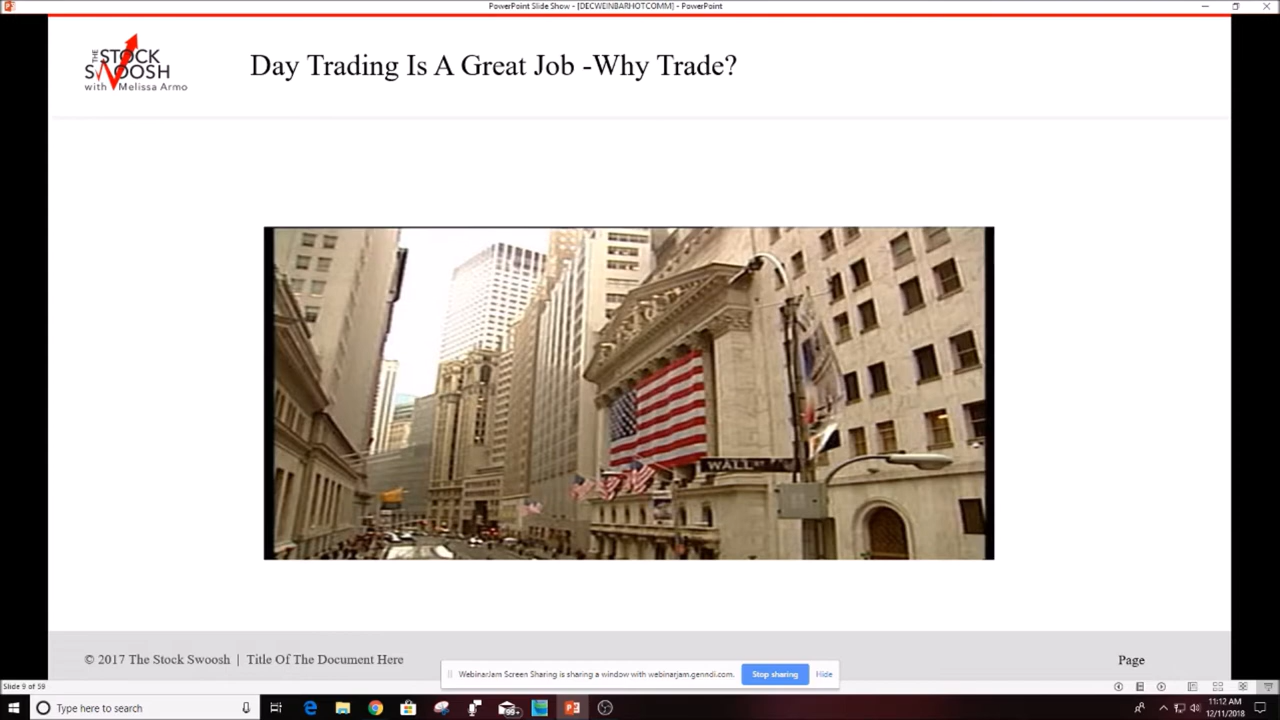 PowerPoint Slide Show - [DECWEINBARHOTCOMM] - PowerPoint
THE
STOCK
SWOOSH
with Melissa Armo
Day Trading Is A Great Job -Why Trade?
WALL ST
© 2017 The Stock Swoosh | Title Of The Document Here
Page
WebinarJam Screen Sharing is sharing a window with webinarjam.genndi.com.
Stop sharing
Hide
Slide 9 of 59
Type here to search
99+
11:12 AM
12/11/2018